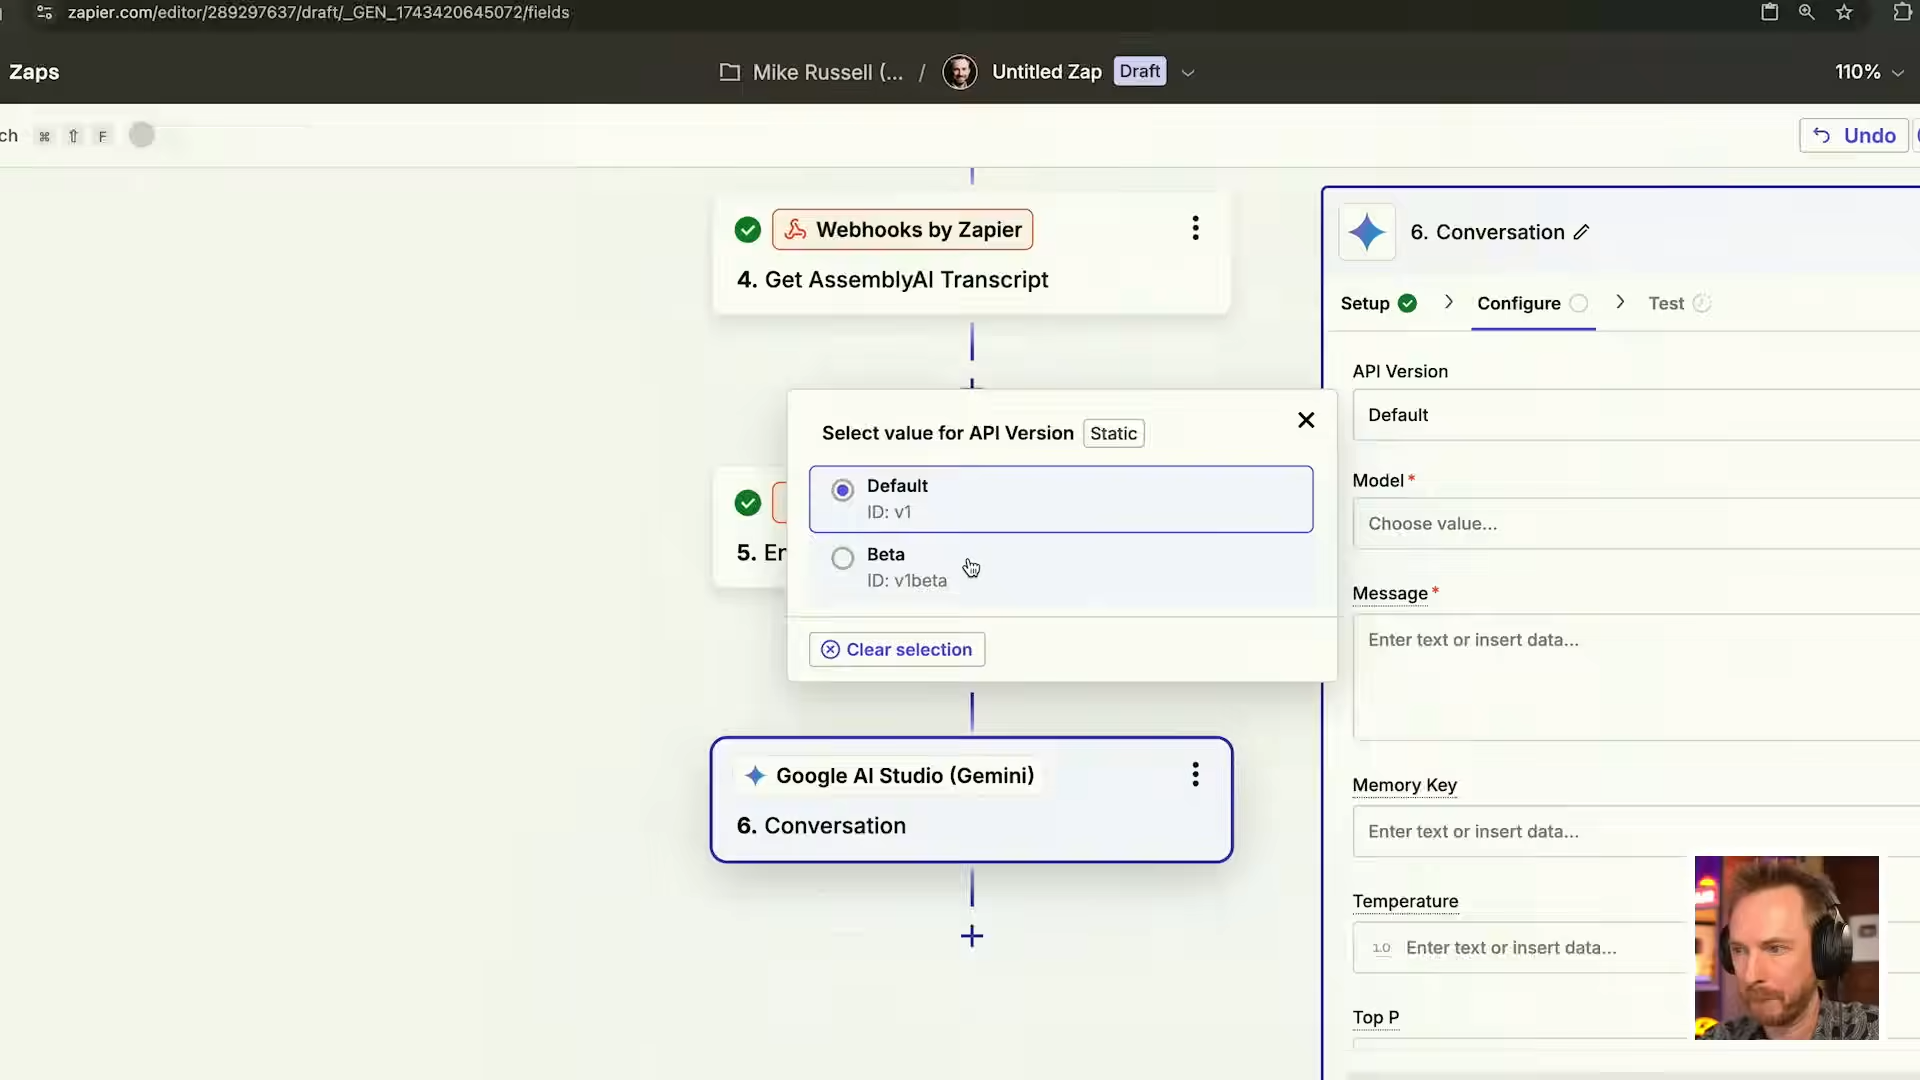 zapier.com/editor/289297637/draft/_GEN_1743420645072/fields
Zaps
Mike Russell (... / Untitled Zap Draft
110%
ch ⌘ ⇧ F
Undo
Webhooks by Zapier
4. Get AssemblyAI Transcript
5. En
Select value for API Version Static
Default
ID: v1
Beta
ID: v1beta
Clear selection
Google AI Studio (Gemini)
6. Conversation
6. Conversation
Setup > Configure > Test
API Version
Default
Model *
Choose value...
Message *
Enter text or insert data...
Memory Key
Enter text or insert data...
Temperature
1.0 Enter text or insert data...
Top P